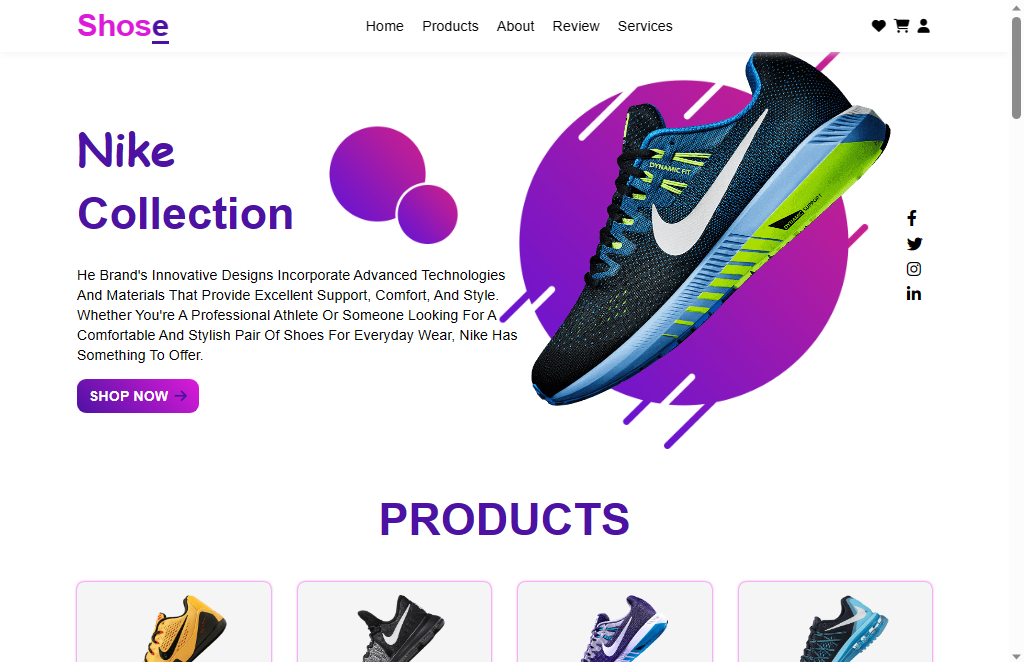 Shose
Home Products About Review Services
Nike
Collection
He Brand's Innovative Designs Incorporate Advanced Technologies
And Materials That Provide Excellent Support, Comfort, And Style.
Whether You're A Professional Athlete Or Someone Looking For A
Comfortable And Stylish Pair Of Shoes For Everyday Wear, Nike Has
Something To Offer.
SHOP NOW
DYNAMIC FIT
DYNAMIC SUPPORT
PRODUCTS